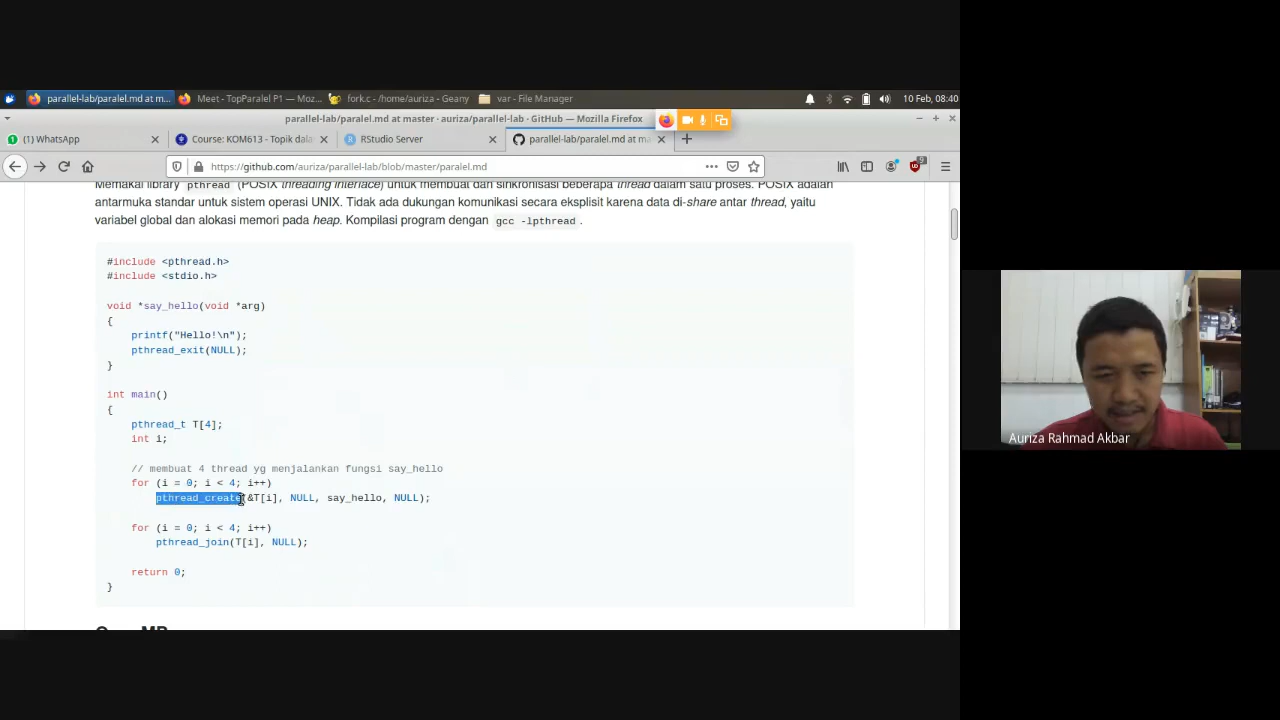 parallel-lab/paralel.md at m...
Meet - TopParalel P1 — Moz...
fork.c - /home/auriza - Geany
var - File Manager
10 Feb, 08:40
parallel-lab/paralel.md at master · auriza/parallel-lab · GitHub — Mozilla Firefox
(1) WhatsApp
Course: KOM613 - Topik dala
RStudio Server
parallel-lab/paralel.md at ma
https://github.com/auriza/parallel-lab/blob/master/paralel.md
9
Memakai library pthread (POSIX threading interface) untuk membuat dan sinkronisasi beberapa thread dalam satu proses. POSIX adalah
antarmuka standar untuk sistem operasi UNIX. Tidak ada dukungan komunikasi secara eksplisit karena data di-share antar thread, yaitu
variabel global dan alokasi memori pada heap. Kompilasi program dengan gcc -lpthread .
#include <pthread.h>
#include <stdio.h>
void *say_hello(void *arg)
{
printf("Hello!\n");
pthread_exit(NULL);
}
int main()
{
pthread_t T[4];
int i;
// membuat 4 thread yg menjalankan fungsi say_hello
for (i = 0; i < 4; i++)
pthread_create(&T[i], NULL, say_hello, NULL);
for (i = 0; i < 4; i++)
pthread_join(T[i], NULL);
return 0;
}
Auriza Rahmad Akbar